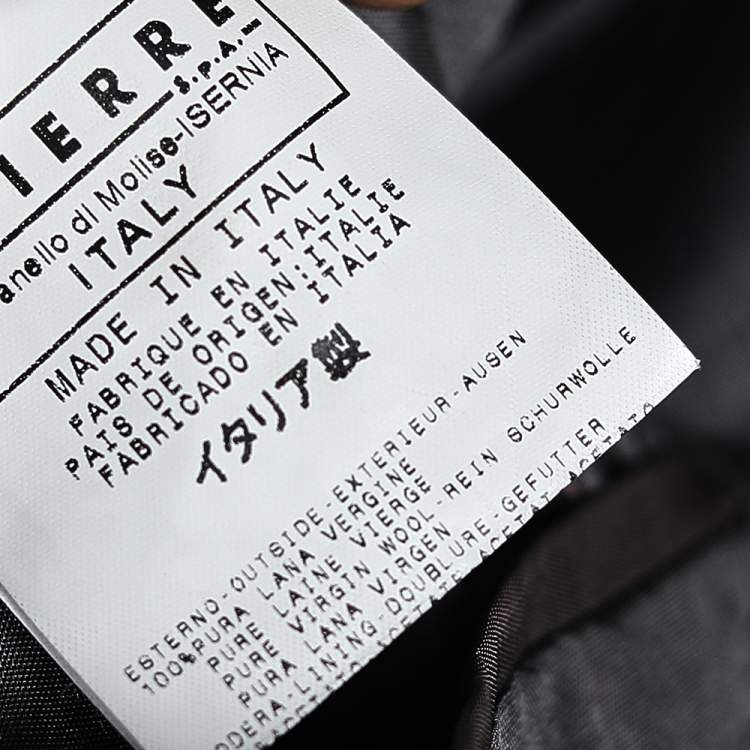 IERRE
S.p.A.
anello di Molise-ISERNIA
ITALY
MADE IN ITALY
FABRIQUE EN ITALIE
PAIS DE ORIGEN:ITALIE
FABRICADO EN ITALIA
イタリア製
ESTERNO-OUTSIDE-EXTERIEUR-AUSEN
100%PURA LANA VERGINE
PURE LAINE VIERGE
PURE VIRGIN WOOL-REIN SCHURWOLLE
PURA LANA VIRGEN
DDERA-LINING-DOUBLURE-GEFUTTER
ACETATO